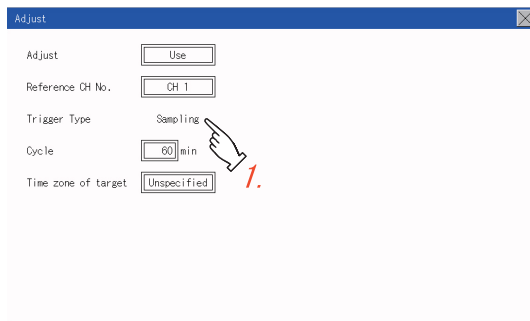 Adjust
Adjust Use
Reference CH No. CH 1
Trigger Type Sampling
Cycle 60 min
Time zone of target Unspecified
1.